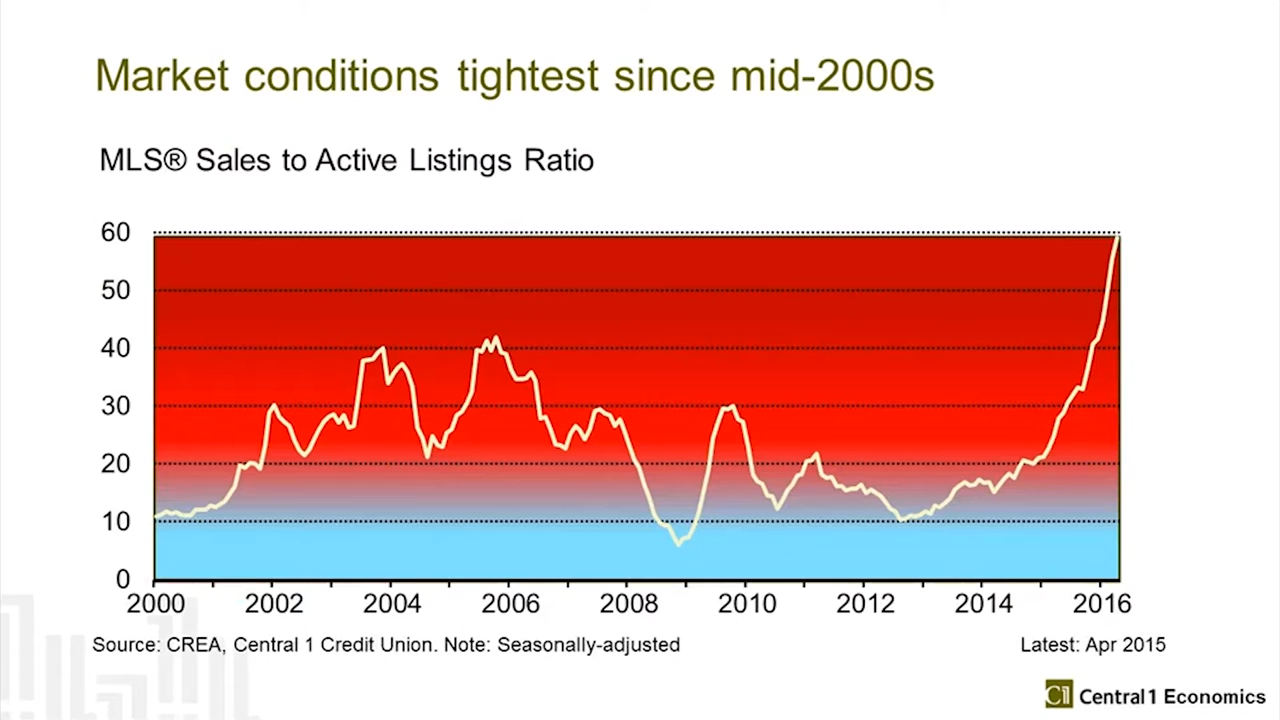 Market conditions tightest since mid-2000s
MLS® Sales to Active Listings Ratio
60
50
40
30
20
10
0
2000 2002 2004 2006 2008 2010 2012 2014 2016
Source: CREA, Central 1 Credit Union. Note: Seasonally-adjusted Latest: Apr 2015
C1 Central 1 Economics